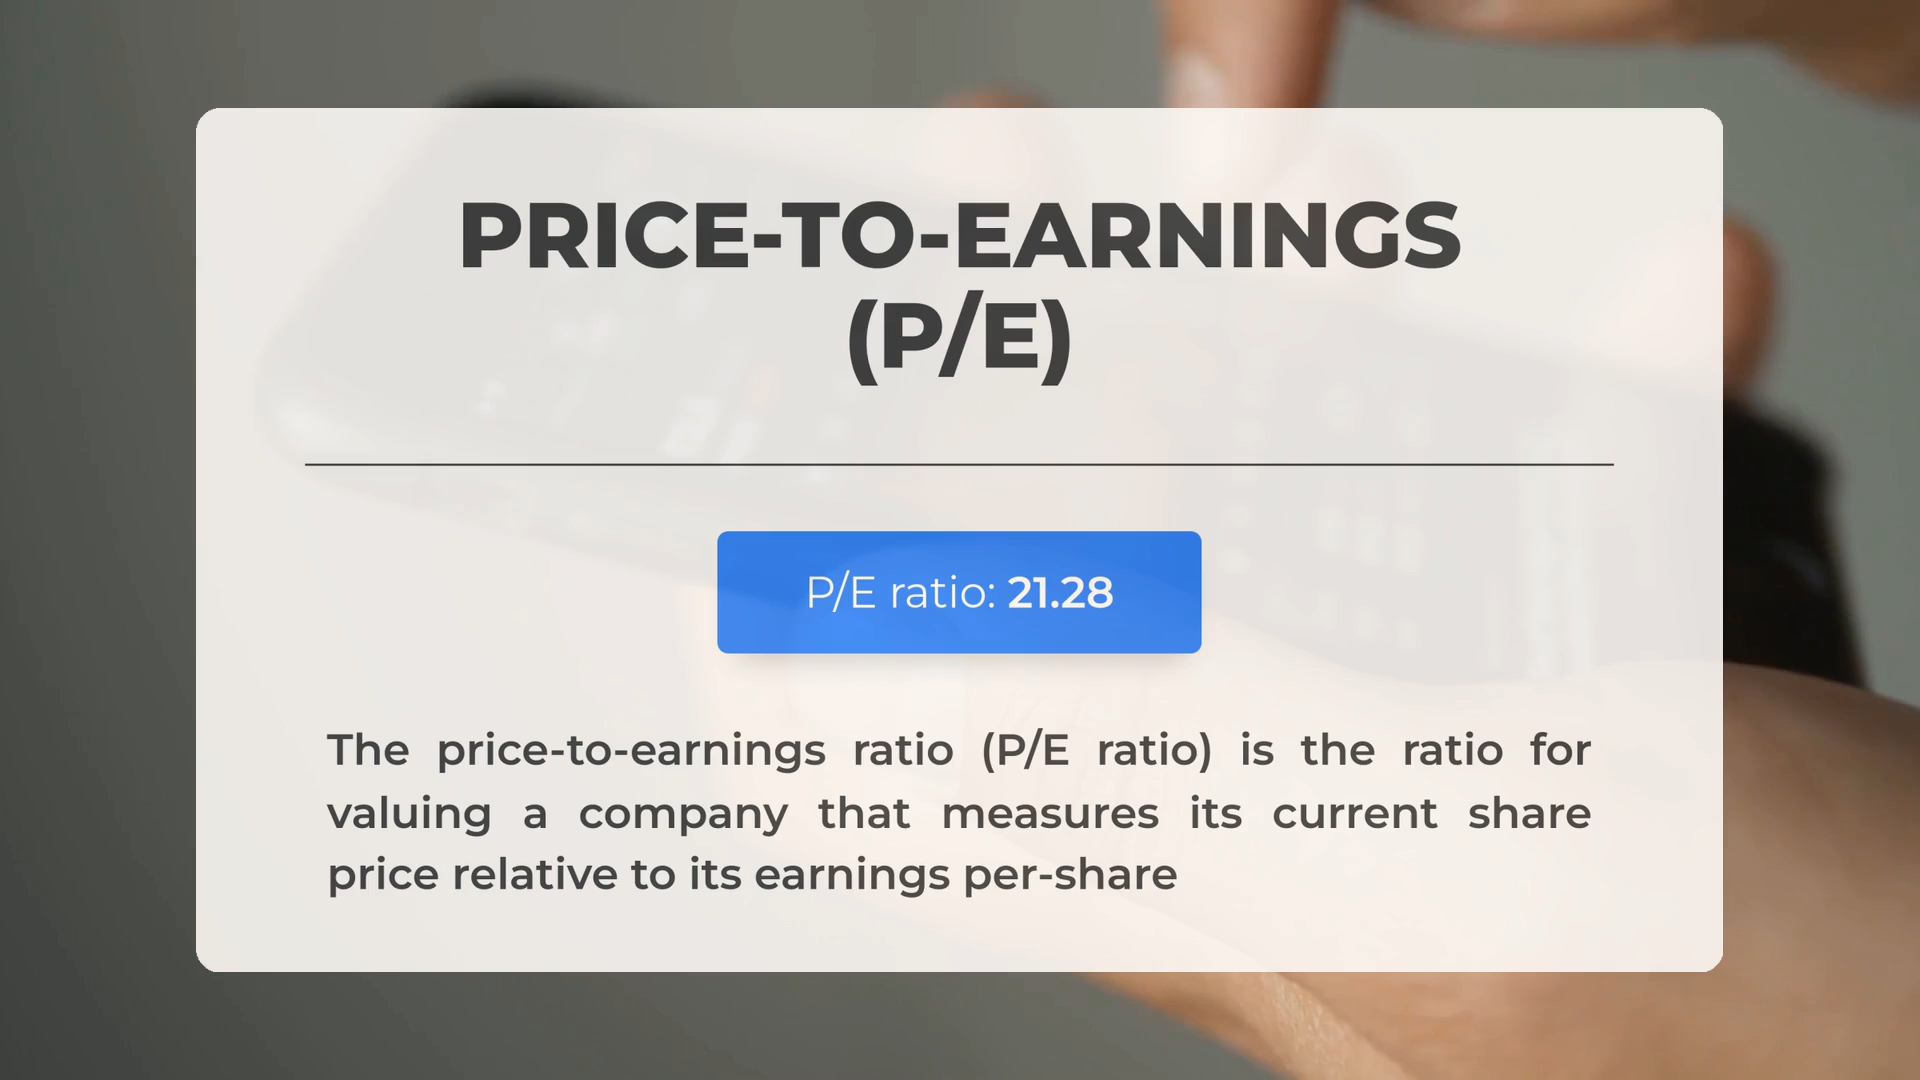 PRICE-TO-EARNINGS
(P/E)
P/E ratio: 21.28
The price-to-earnings ratio (P/E ratio) is the ratio for
valuing a company that measures its current share
price relative to its earnings per-share